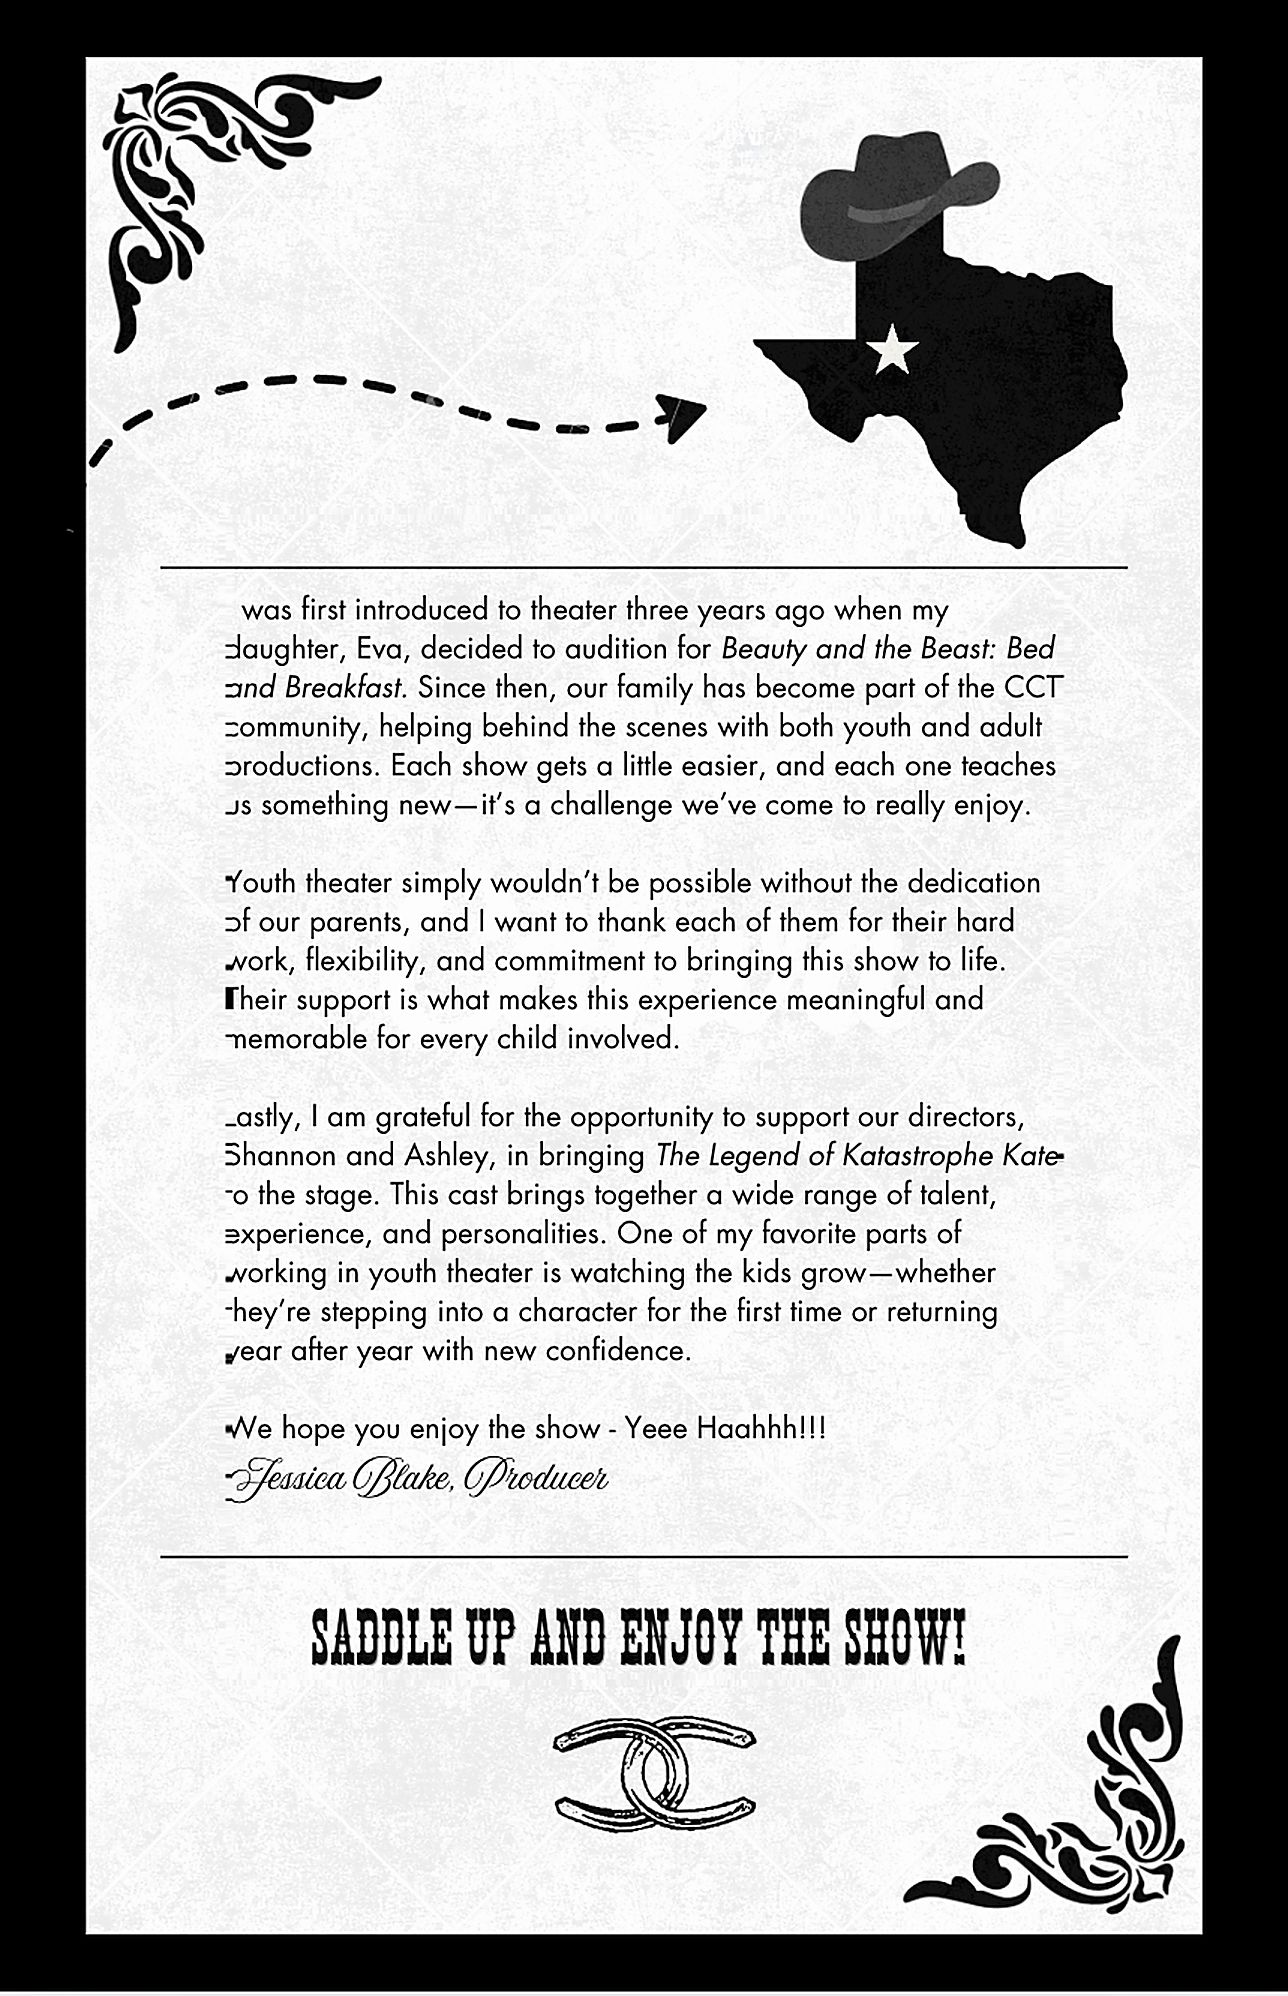 was first introduced to theater three years ago when my
daughter, Eva, decided to audition for Beauty and the Beast: Bed
and Breakfast. Since then, our family has become part of the CCT
community, helping behind the scenes with both youth and adult
productions. Each show gets a little easier, and each one teaches
us something new—it's a challenge we've come to really enjoy.
Youth theater simply wouldn't be possible without the dedication
of our parents, and I want to thank each of them for their hard
work, flexibility, and commitment to bringing this show to life.
Their support is what makes this experience meaningful and
memorable for every child involved.
Lastly, I am grateful for the opportunity to support our directors,
Shannon and Ashley, in bringing The Legend of Katastrophe Kate
to the stage. This cast brings together a wide range of talent,
experience, and personalities. One of my favorite parts of
working in youth theater is watching the kids grow—whether
they're stepping into a character for the first time or returning
year after year with new confidence.
We hope you enjoy the show - Yeee Haahhh!!!
Jessica Blake, Producer
SADDLE UP AND ENJOY THE SHOW!